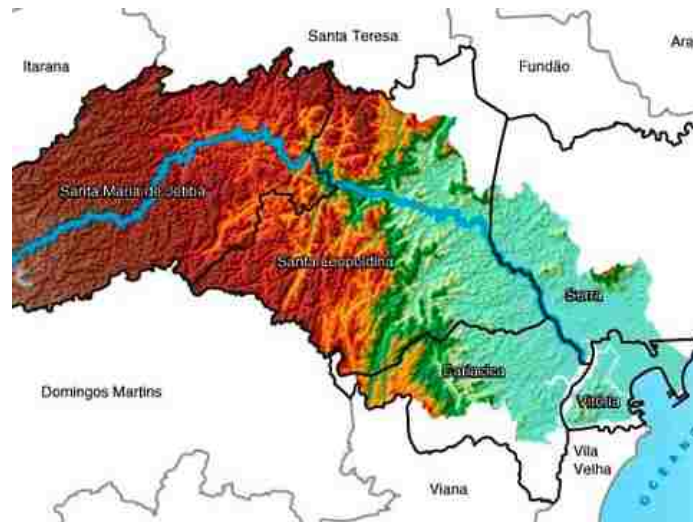 Santa Teresa
Itarana
Fundão
Ara
Santa Maria de Jetibá
Santa Leopoldina
Serra
Cariacica
Domingos Martins
Vitória
Vila
Velha
Viana
OCEAN